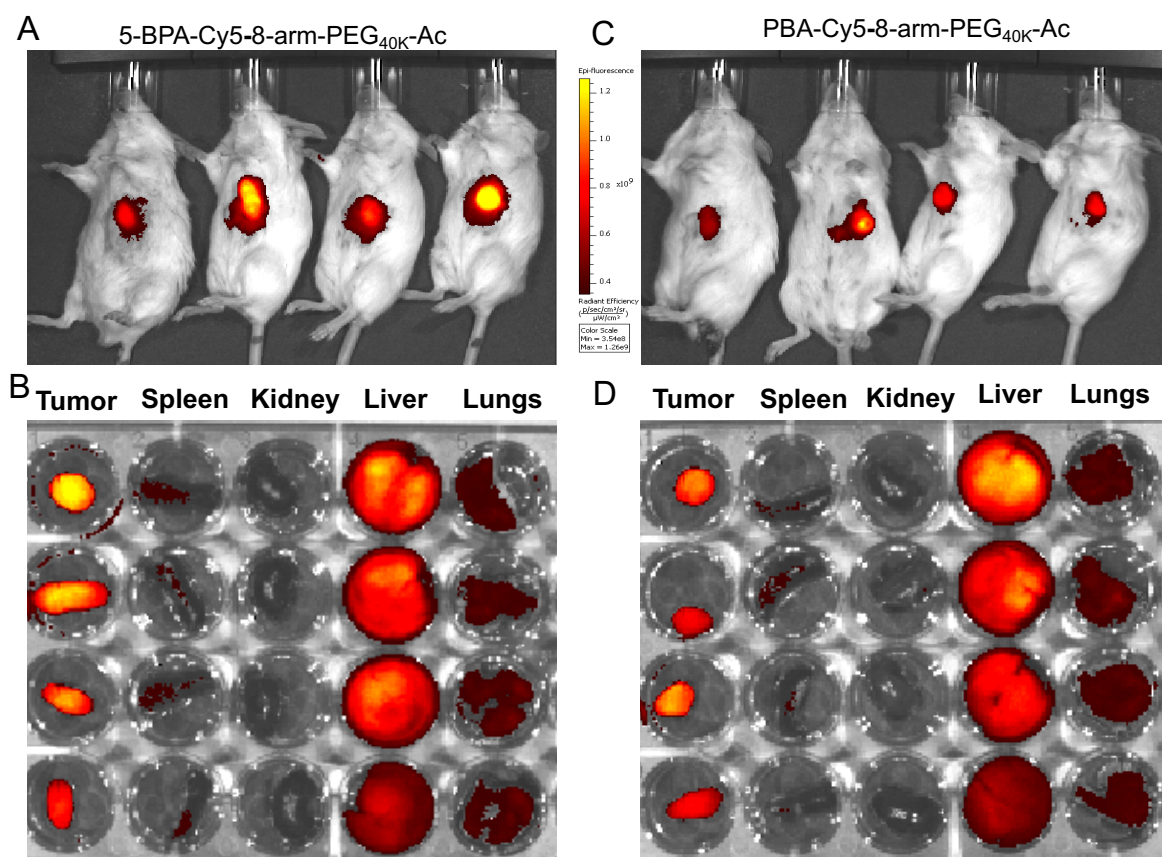 A
5-BPA-Cy5-8-arm-PEG40K-Ac
C
PBA-Cy5-8-arm-PEG40K-Ac
Epi-fluorescence
1.2
1.0
x10⁹
0.8
0.6
0.4
Radiant Efficiency
(p/sec/cm²/sr / µW/cm²)
Color Scale
Min = 3.54e8
Max = 1.26e9
B
Tumor Spleen Kidney Liver Lungs
D
Tumor Spleen Kidney Liver Lungs